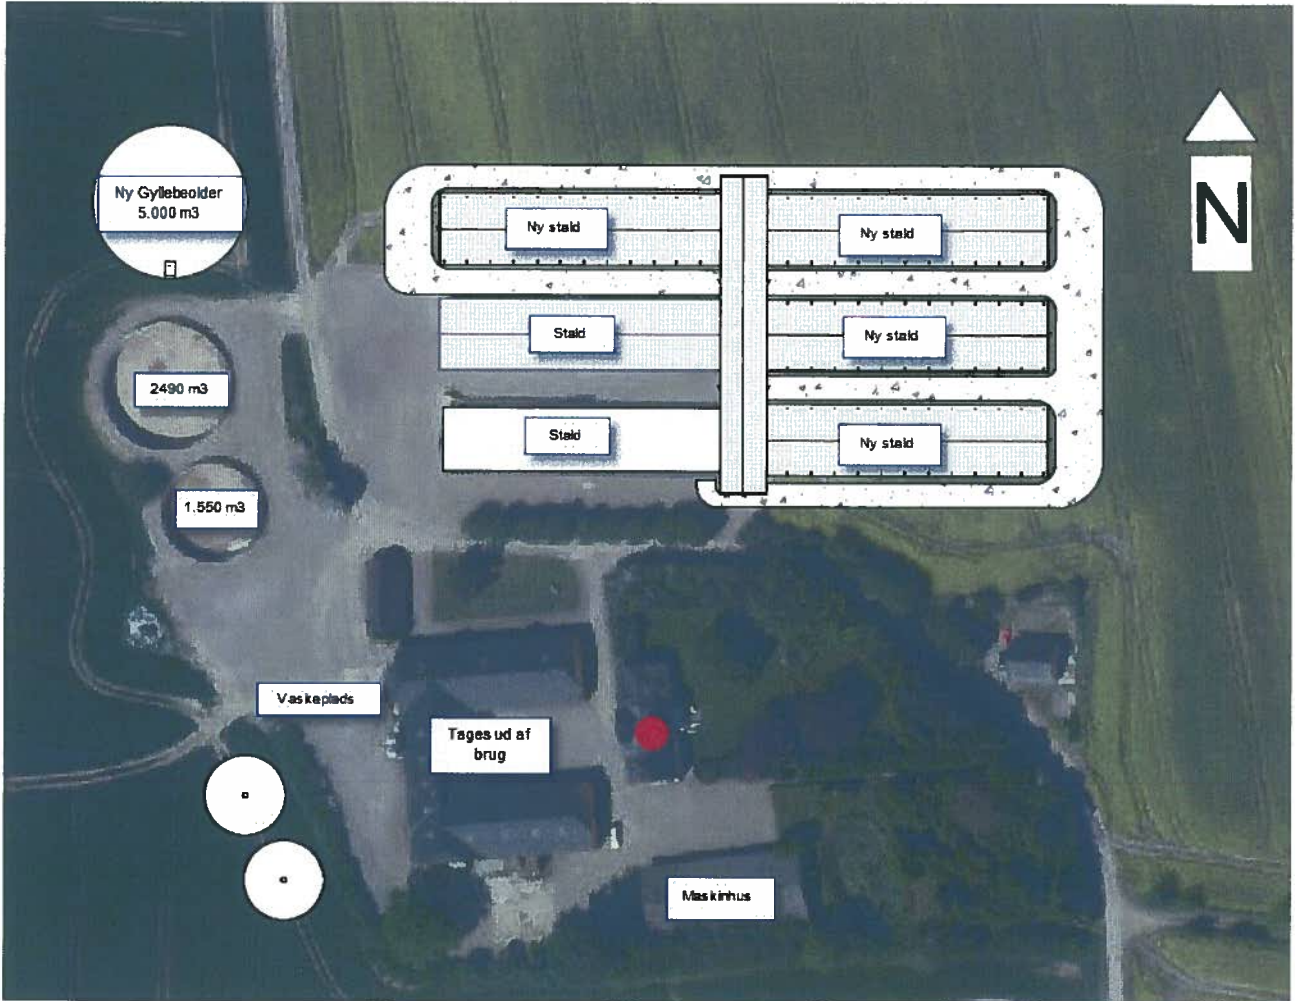 Ny Gyllebeolder
5.000 m3
N
Ny stald
Ny stald
Stald
Ny stald
2490 m3
Stald
Ny stald
1.550 m3
Vaskeplads
Tages ud af
brug
Maskinhus